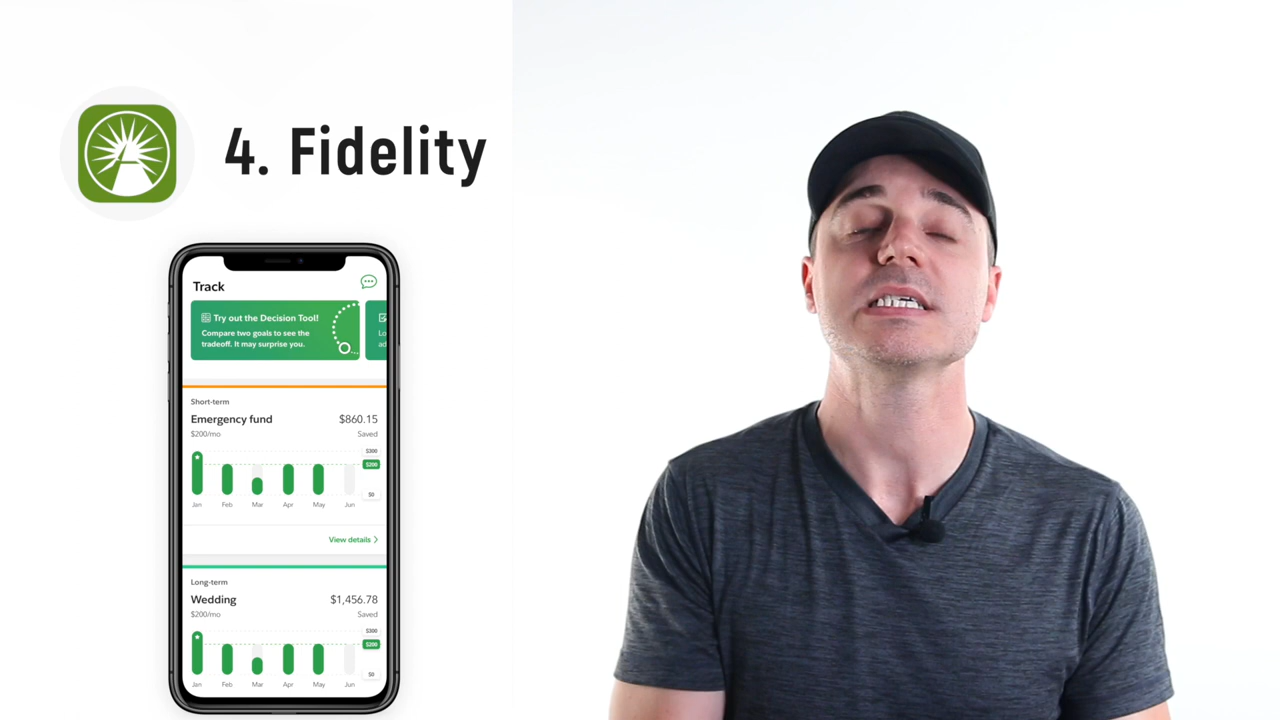 4. Fidelity
Track
Try out the Decision Tool!
Compare two goals to see the
tradeoff. It may surprise you.
Lo
ad
Short-term
Emergency fund $860.15
$200/mo Saved
$300
$200
$0
Jan Feb Mar Apr May Jun
View details
Long-term
Wedding $1,456.78
$200/mo Saved
$300
$200
$0
Jan Feb Mar Apr May Jun